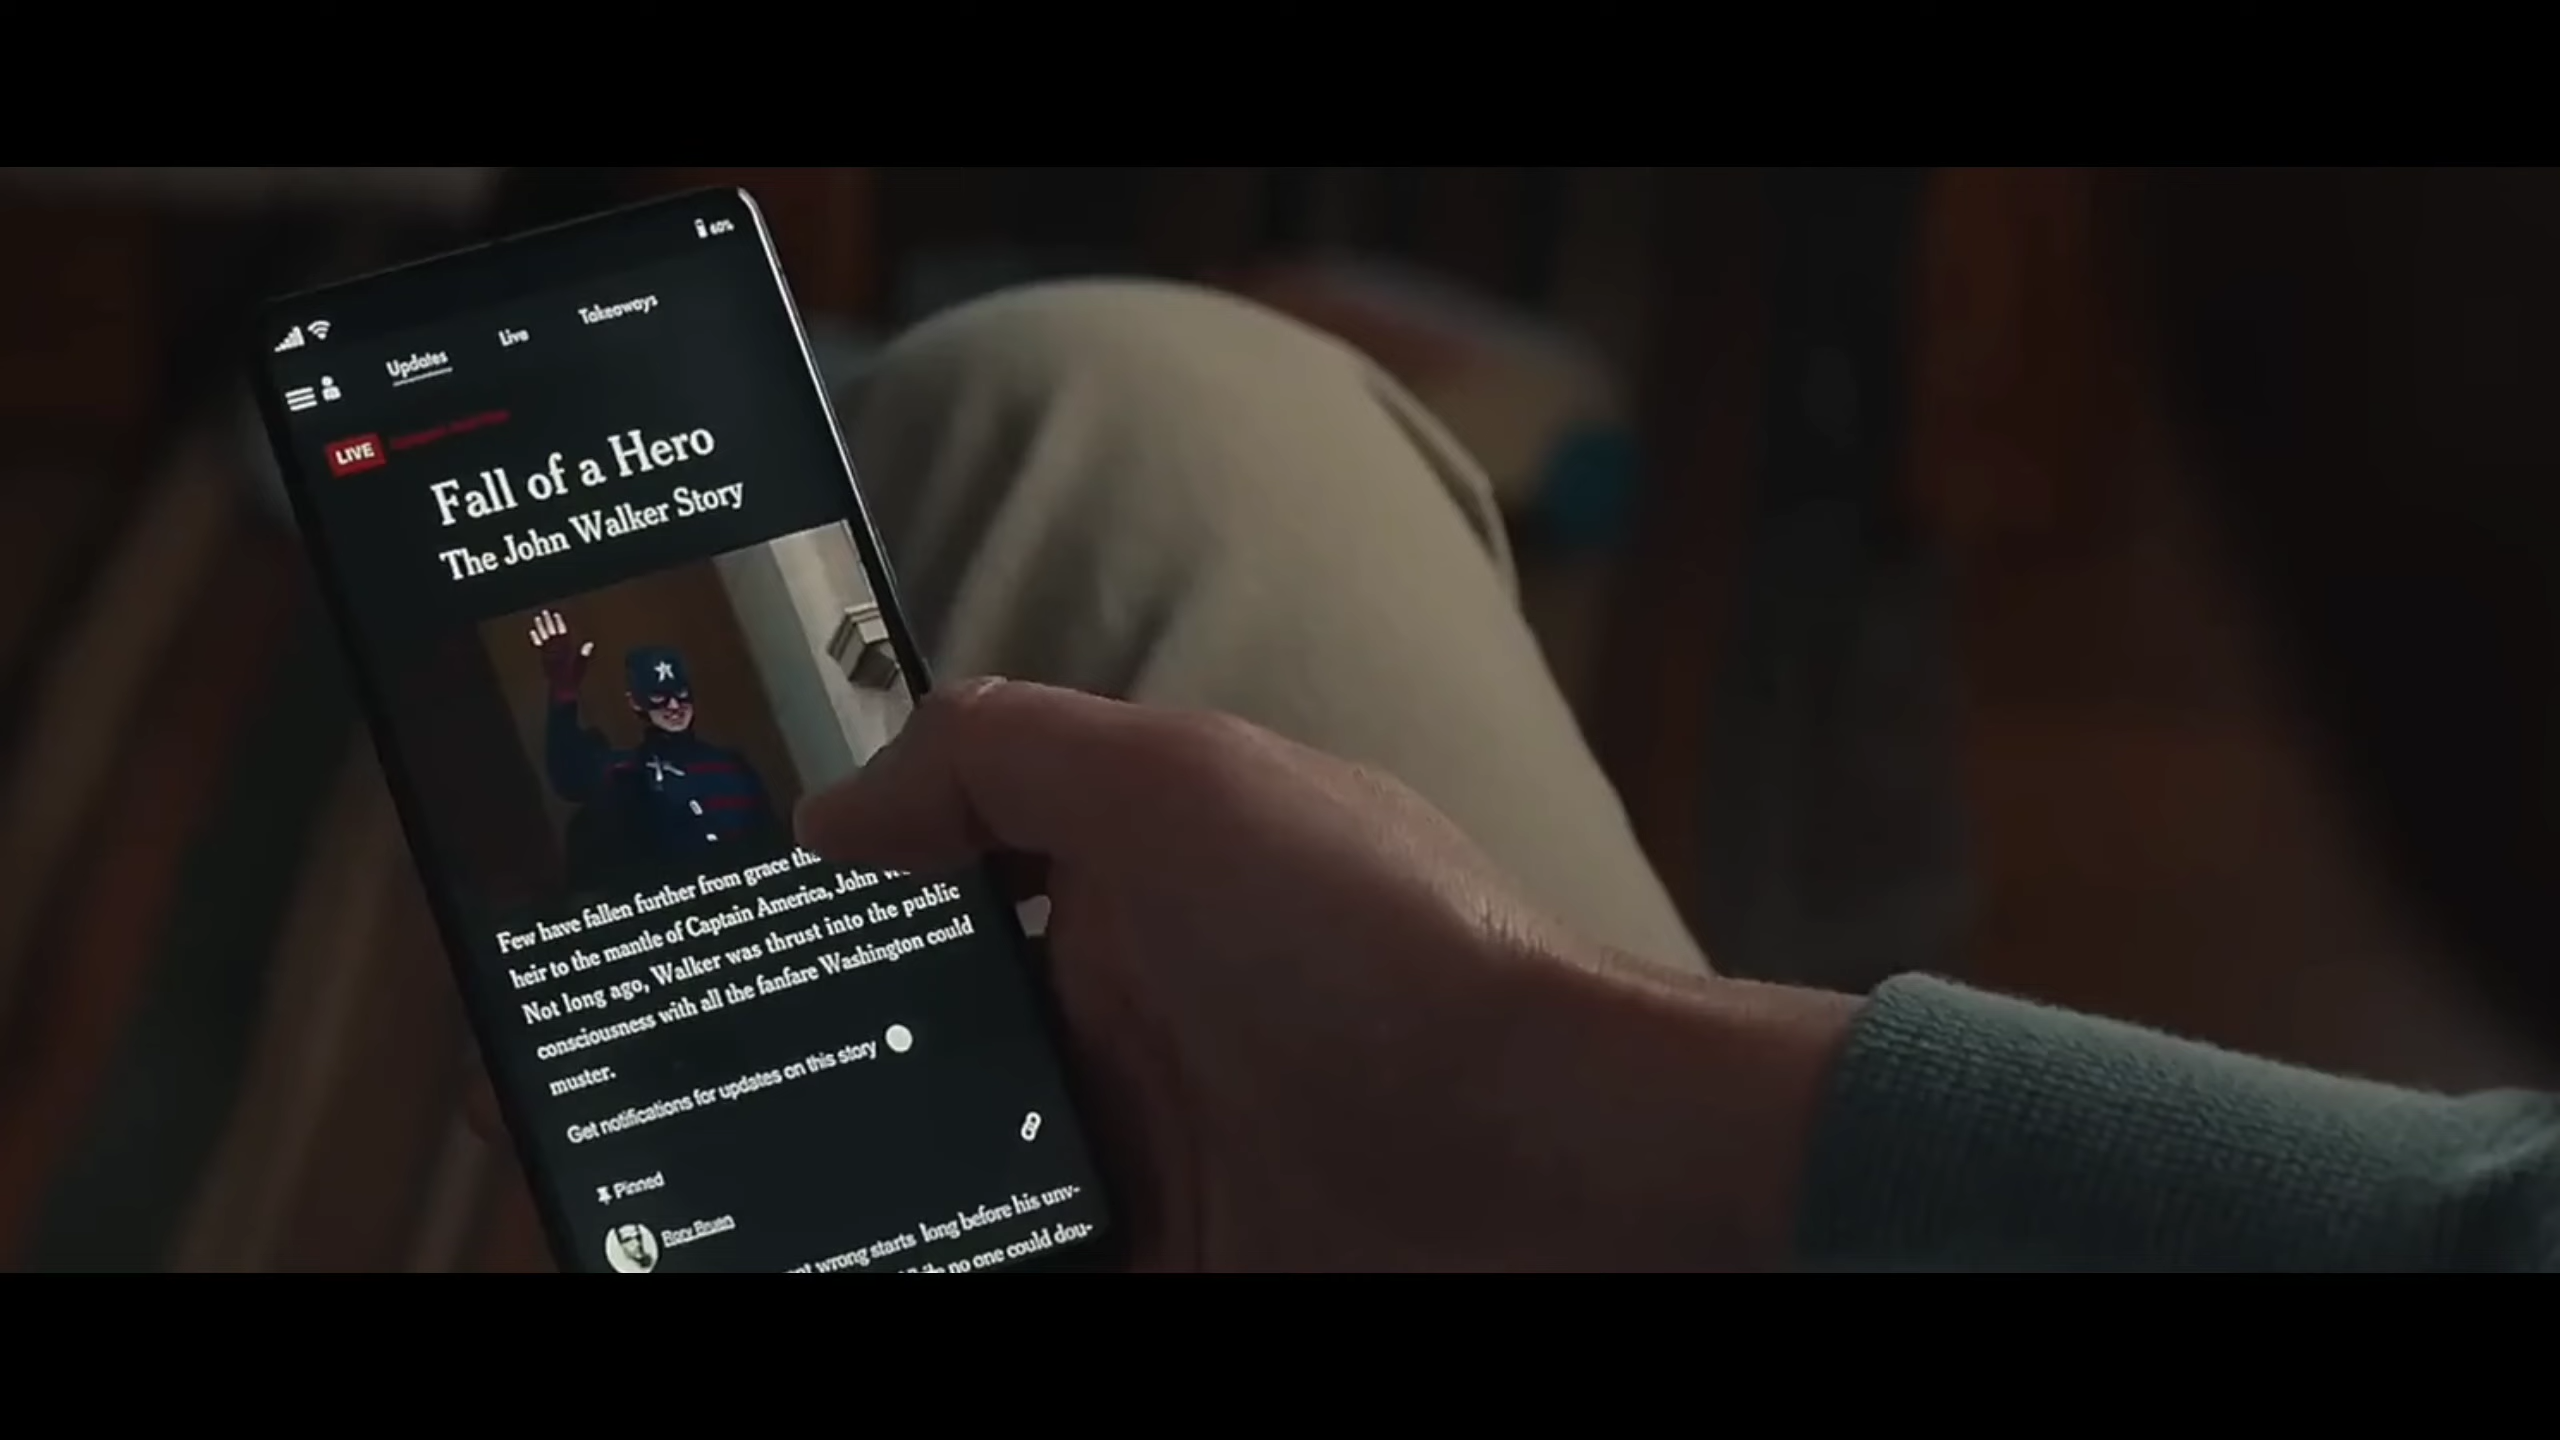 60%
Updates Live Takeaways
LIVE
Fall of a Hero
The John Walker Story
Few have fallen further from grace
heir to the mantle of Captain America, John
Not long ago, Walker was thrust into the public
consciousness with all the fanfare Washington could
muster.
Get notifications for updates on this story
Pinned
Rory Bruen
wrong starts long before his unv-
no one could dou-